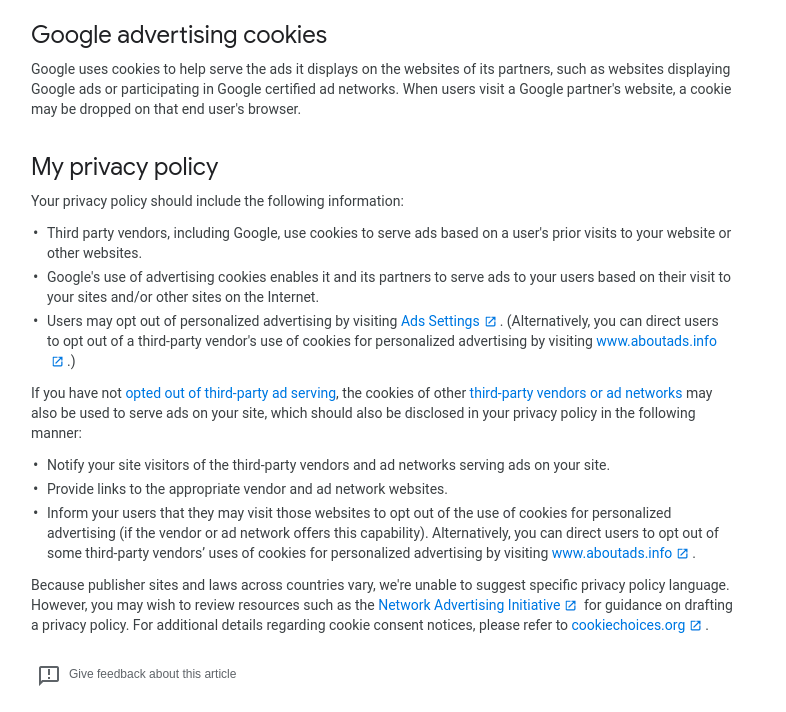 Google advertising cookies
Google uses cookies to help serve the ads it displays on the websites of its partners, such as websites displaying
Google ads or participating in Google certified ad networks. When users visit a Google partner's website, a cookie
may be dropped on that end user's browser.
My privacy policy
Your privacy policy should include the following information:
• Third party vendors, including Google, use cookies to serve ads based on a user's prior visits to your website or
other websites.
• Google's use of advertising cookies enables it and its partners to serve ads to your users based on their visit to
your sites and/or other sites on the Internet.
• Users may opt out of personalized advertising by visiting Ads Settings . (Alternatively, you can direct users
to opt out of a third-party vendor's use of cookies for personalized advertising by visiting www.aboutads.info
.)
If you have not opted out of third-party ad serving, the cookies of other third-party vendors or ad networks may
also be used to serve ads on your site, which should also be disclosed in your privacy policy in the following
manner:
• Notify your site visitors of the third-party vendors and ad networks serving ads on your site.
• Provide links to the appropriate vendor and ad network websites.
• Inform your users that they may visit those websites to opt out of the use of cookies for personalized
advertising (if the vendor or ad network offers this capability). Alternatively, you can direct users to opt out of
some third-party vendors’ uses of cookies for personalized advertising by visiting www.aboutads.info .
Because publisher sites and laws across countries vary, we're unable to suggest specific privacy policy language.
However, you may wish to review resources such as the Network Advertising Initiative for guidance on drafting
a privacy policy. For additional details regarding cookie consent notices, please refer to cookiechoices.org .
Give feedback about this article